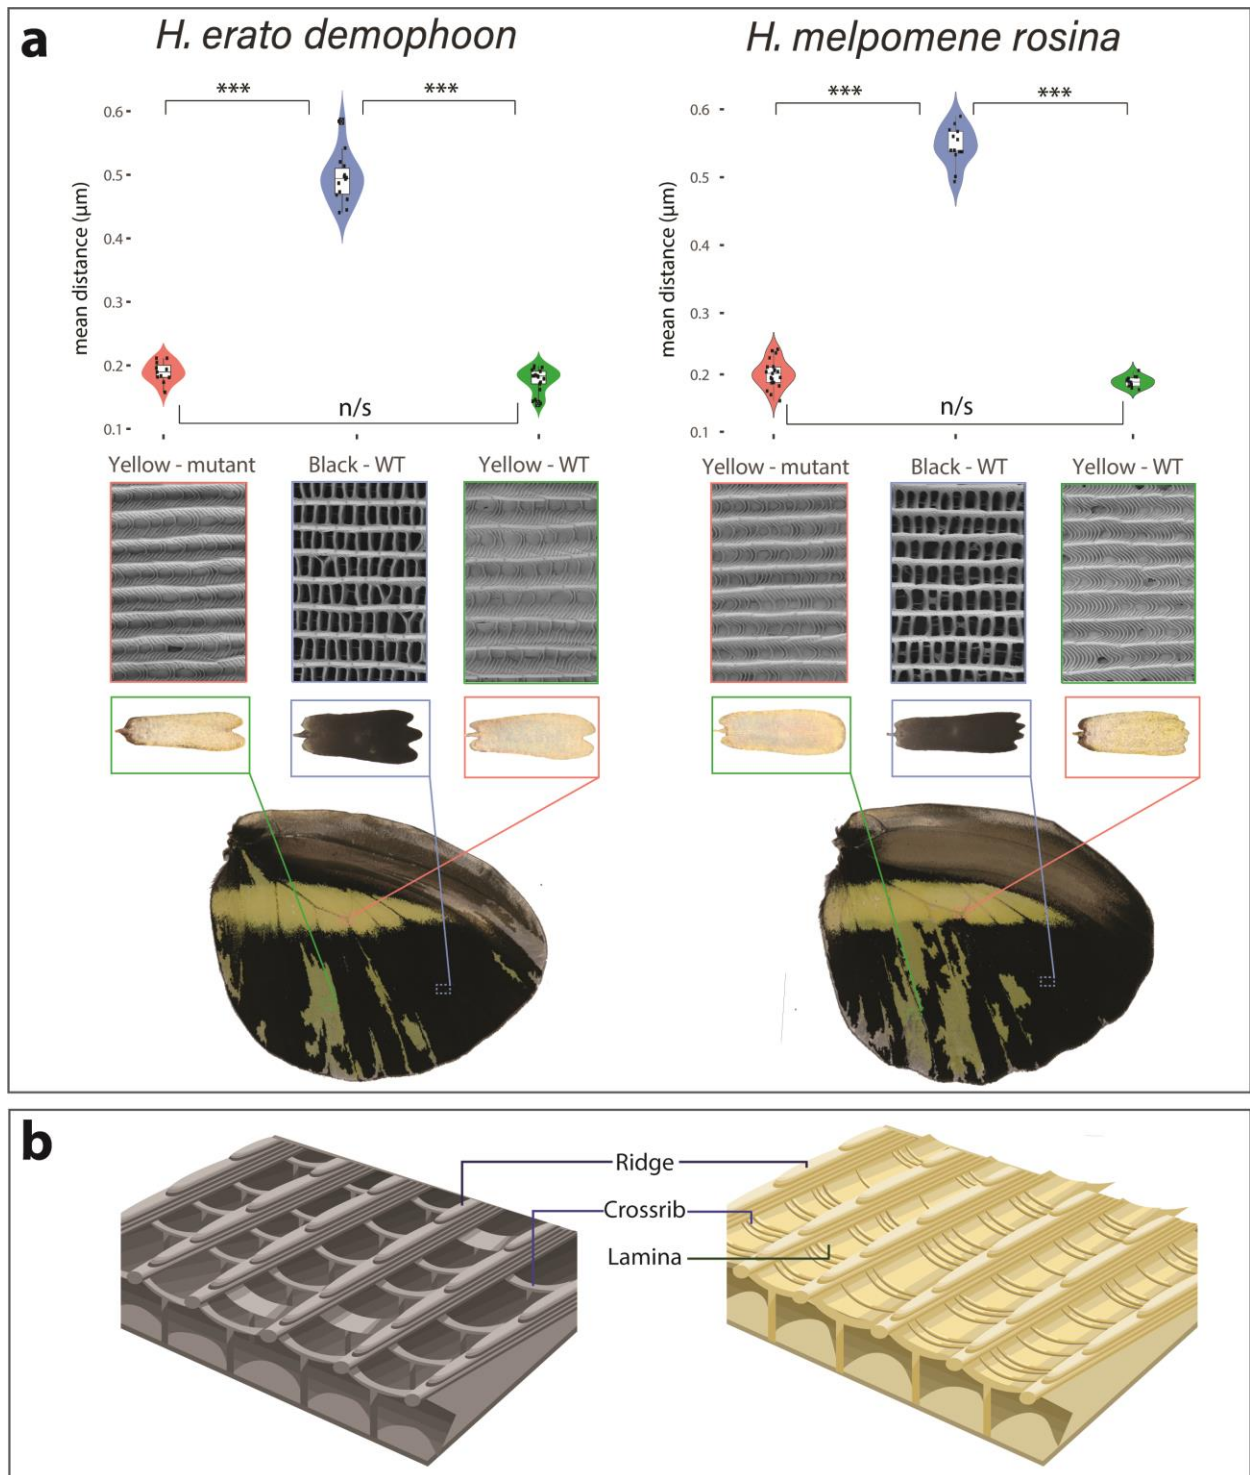 a
H. erato demophoon
H. melpomene rosina
*** ***
*** ***
mean distance (µm)
0.6
0.5
0.4
0.3
0.2
0.1
n/s
mean distance (µm)
0.6
0.5
0.4
0.3
0.2
0.1
n/s
Yellow - mutant Black - WT Yellow - WT
Yellow - mutant Black - WT Yellow - WT
b
Ridge
Crossrib
Lamina